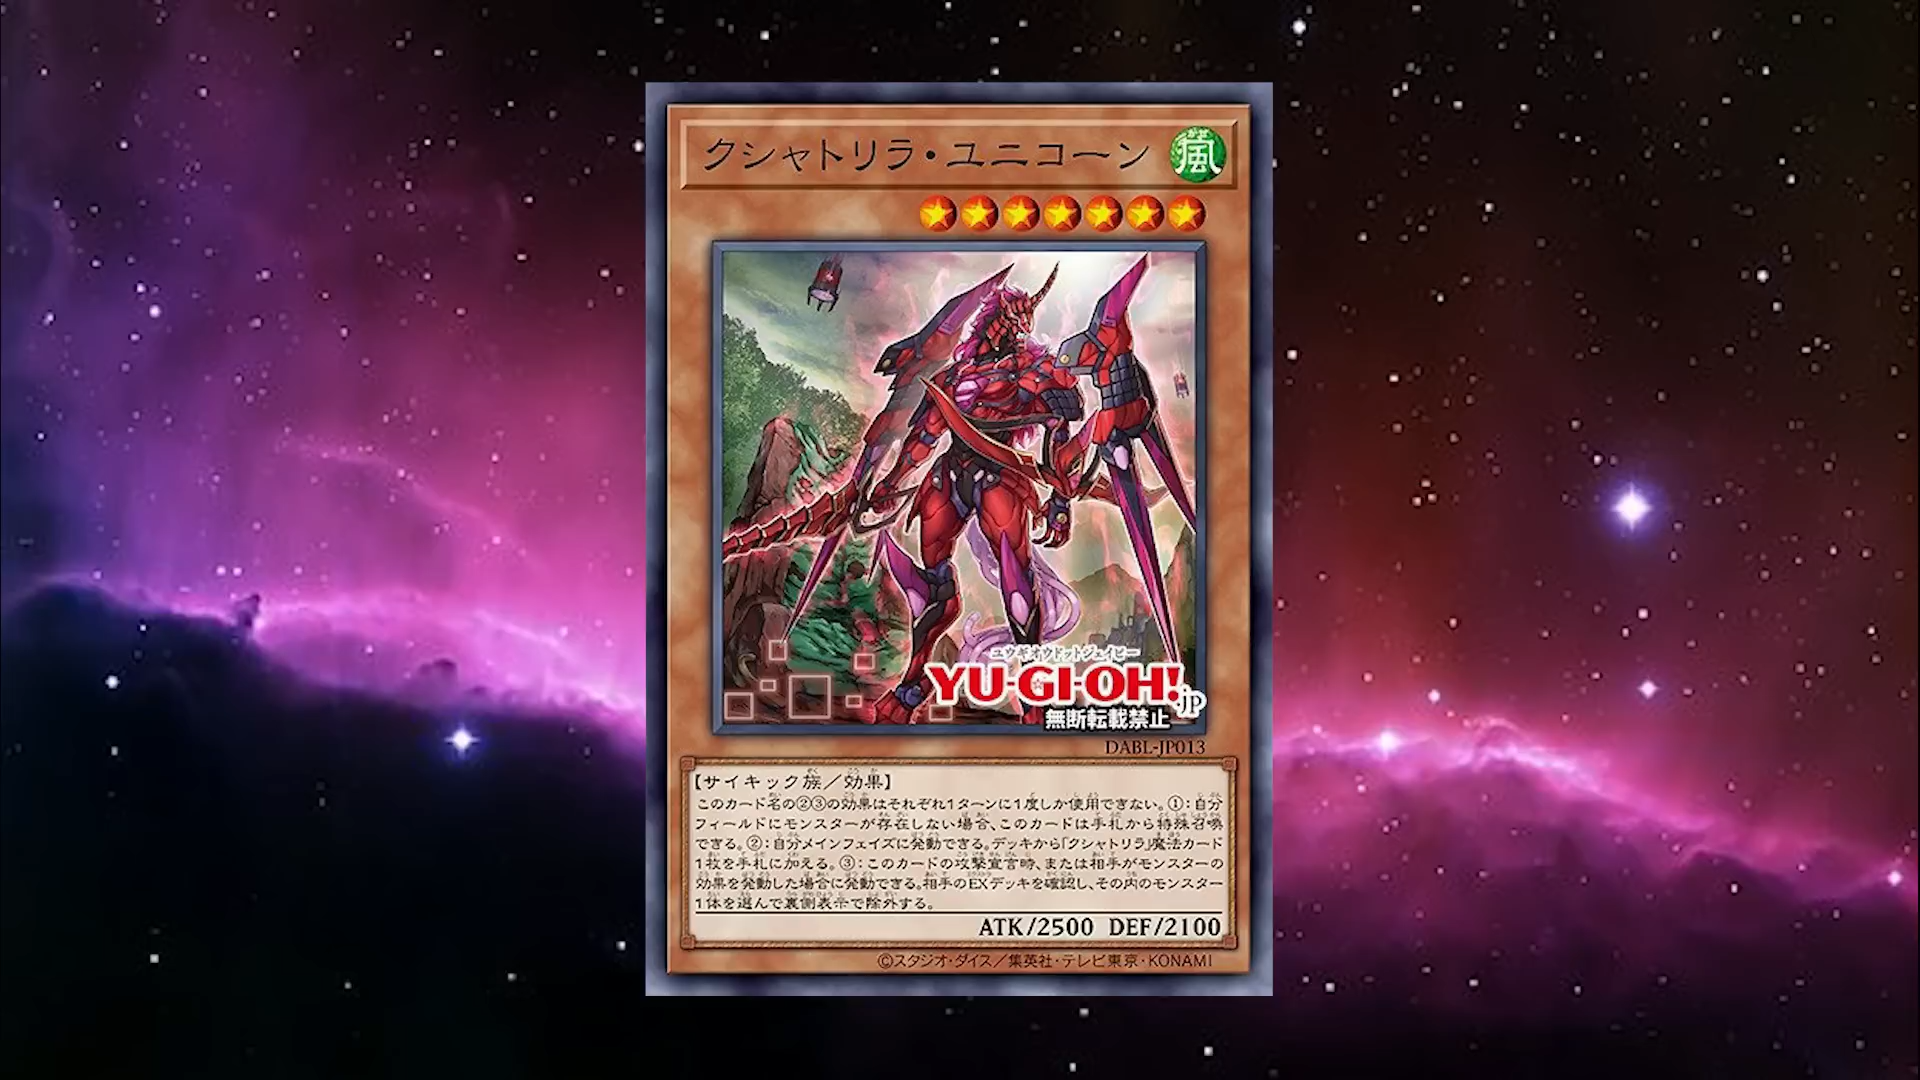 クシャトリラ・ユニコーン
風
ユウギオウドットジェイピー
YU-GI-OH!.jp
無断転載禁止
DABL-JP013
【サイキック族/効果】
このカード名の②③の効果はそれぞれ1ターンに1度しか使用できない。①:自分
フィールドにモンスターが存在しない場合、このカードは手札から特殊召喚
できる。②:自分メインフェイズに発動できる。デッキから「クシャトリラ」魔法カード
1枚を手札に加える。③:このカードの攻撃宣言時、または相手がモンスターの
効果を発動した場合に発動できる。相手のEXデッキを確認し、その内のモンスター
1体を選んで裏側表示で除外する。
ATK/2500 DEF/2100
©スタジオ・ダイス/集英社・テレビ東京・KONAMI